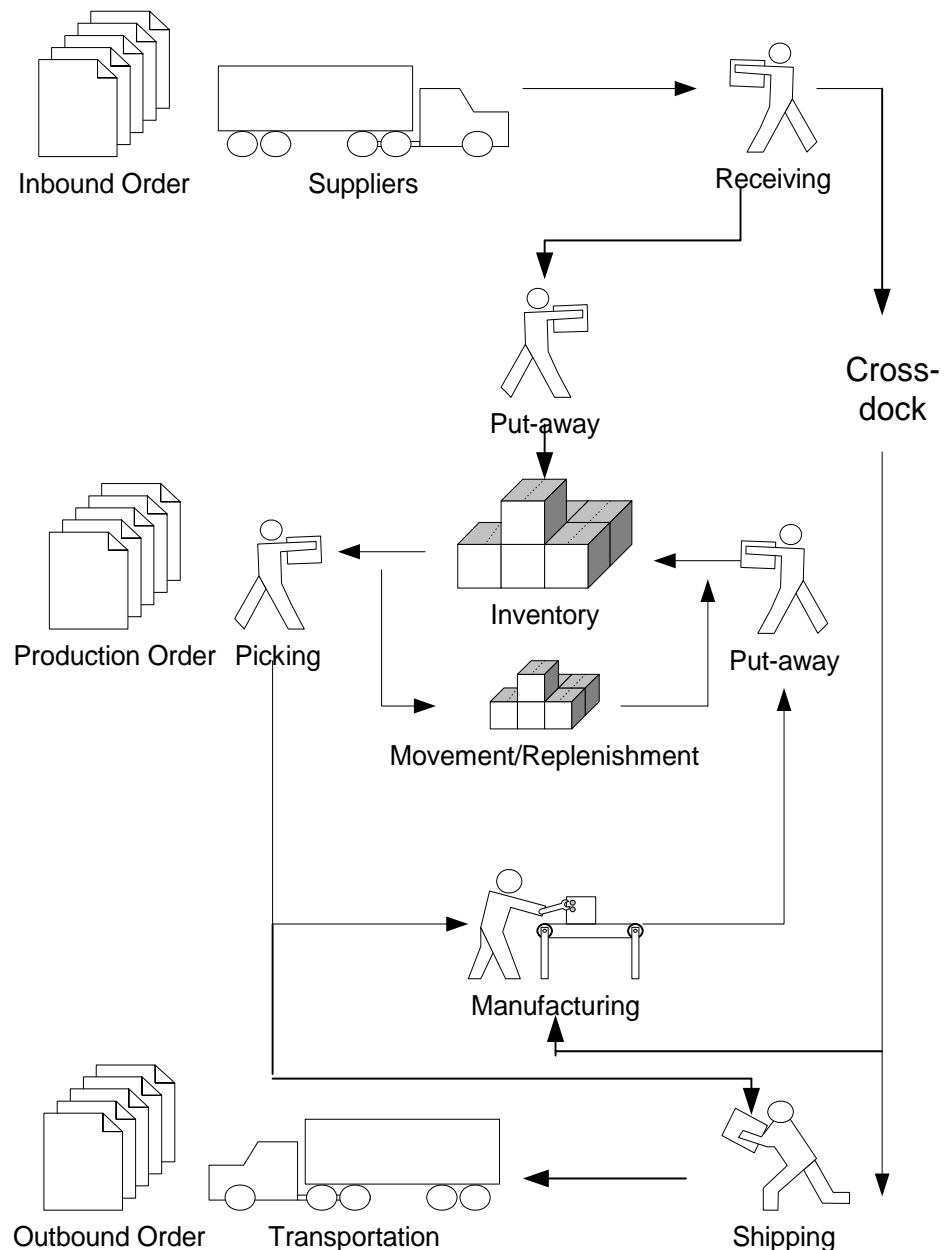 Inbound Order
Suppliers
Receiving
Cross-
dock
Put-away
Inventory
Production Order
Picking
Put-away
Movement/Replenishment
Manufacturing
Outbound Order
Transportation
Shipping